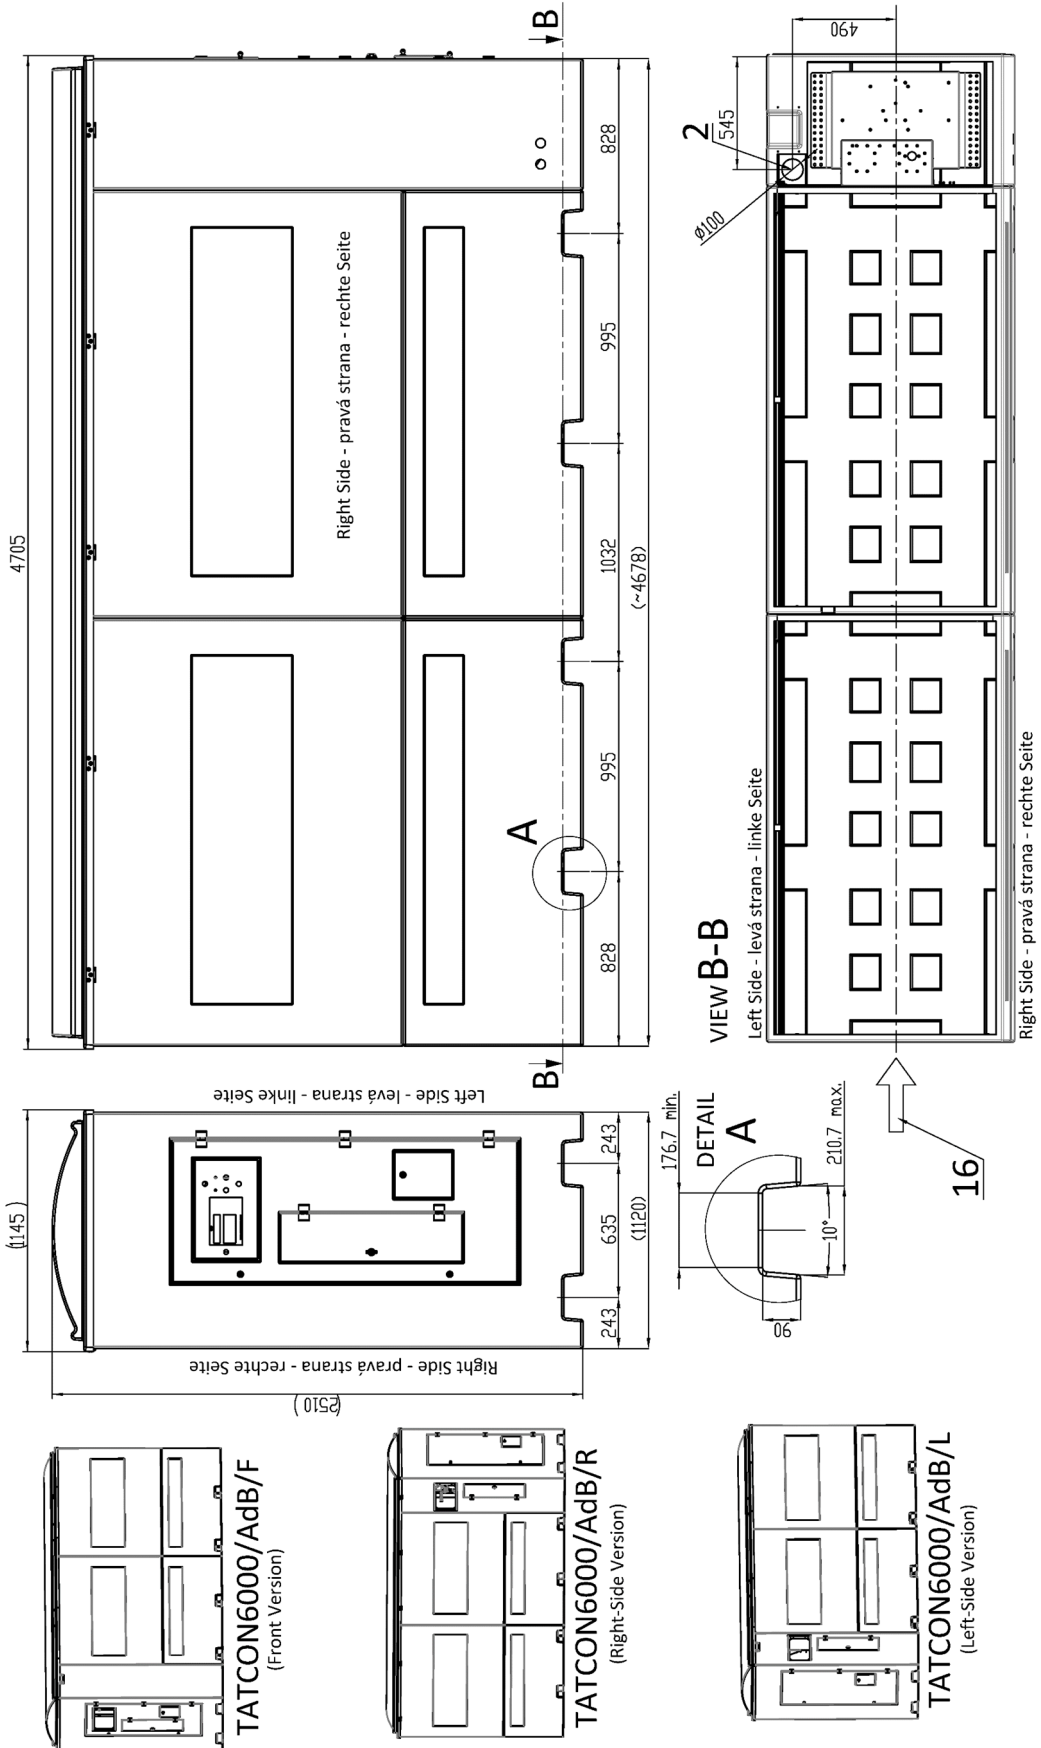 4705
Right Side - pravá strana - rechte Seite
828
995
1032
995
828
(~4678)
A
B
B
(1145)
Left Side - levá strana - linke Seite
Right Side - pravá strana - rechte Seite
(2510)
243
635
243
(1120)
VIEW B-B
Left Side - levá strana - linke Seite
Right Side - pravá strana - rechte Seite
16
2
545
490
Ø100
DETAIL
A
176.7 min.
210.7 max.
10°
90
TATCON6000/AdB/F
(Front Version)
TATCON6000/AdB/R
(Right-Side Version)
TATCON6000/AdB/L
(Left-Side Version)